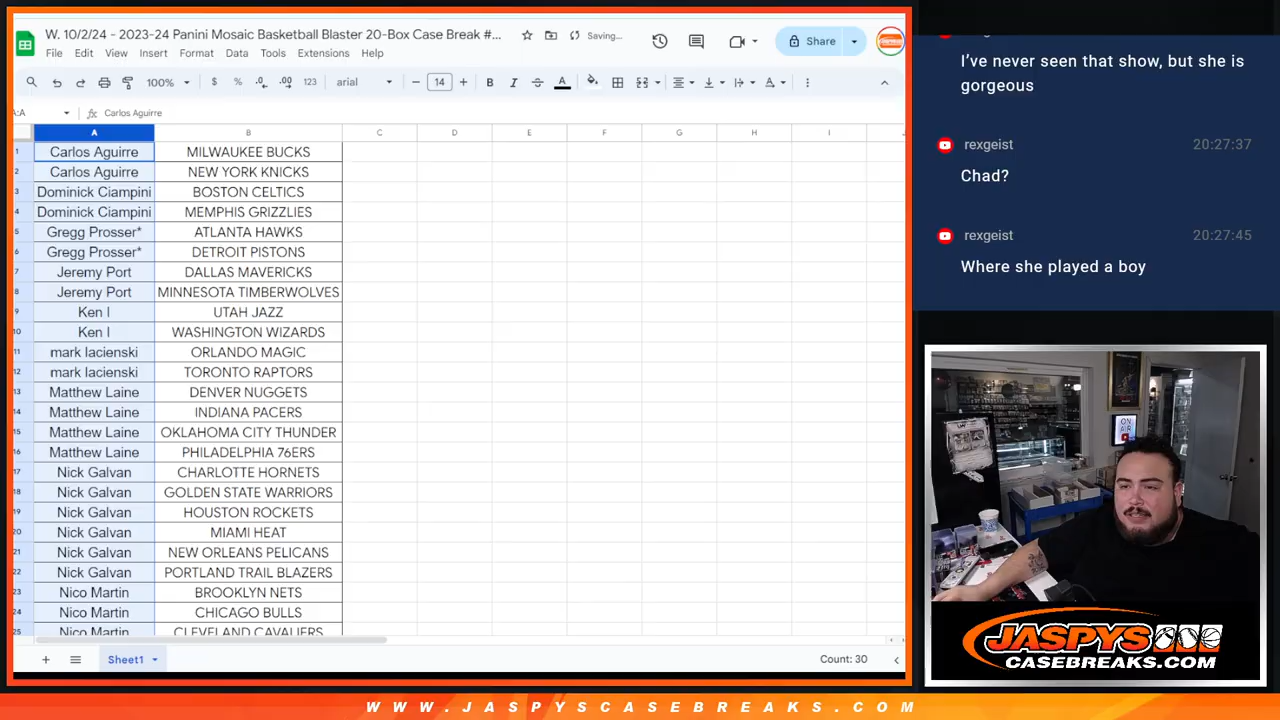 W. 10/2/24 - 2023-24 Panini Mosaic Basketball Blaster 20-Box Case Break #...
Saving...
Share
File Edit View Insert Format Data Tools Extensions Help
100% $ % .0 .00 123 arial 14 B I A
A:A fx Carlos Aguirre
A B C D E F G H I
1 Carlos Aguirre MILWAUKEE BUCKS
2 Carlos Aguirre NEW YORK KNICKS
3 Dominick Ciampini BOSTON CELTICS
4 Dominick Ciampini MEMPHIS GRIZZLIES
5 Gregg Prosser* ATLANTA HAWKS
6 Gregg Prosser* DETROIT PISTONS
7 Jeremy Port DALLAS MAVERICKS
8 Jeremy Port MINNESOTA TIMBERWOLVES
9 Ken I UTAH JAZZ
10 Ken I WASHINGTON WIZARDS
11 mark lacienski ORLANDO MAGIC
12 mark lacienski TORONTO RAPTORS
13 Matthew Laine DENVER NUGGETS
14 Matthew Laine INDIANA PACERS
15 Matthew Laine OKLAHOMA CITY THUNDER
16 Matthew Laine PHILADELPHIA 76ERS
17 Nick Galvan CHARLOTTE HORNETS
18 Nick Galvan GOLDEN STATE WARRIORS
19 Nick Galvan HOUSTON ROCKETS
20 Nick Galvan MIAMI HEAT
21 Nick Galvan NEW ORLEANS PELICANS
22 Nick Galvan PORTLAND TRAIL BLAZERS
23 Nico Martin BROOKLYN NETS
24 Nico Martin CHICAGO BULLS
25 Nico Martin CLEVELAND CAVALIERS
Sheet1
Count: 30
I've never seen that show, but she is
gorgeous
rexgeist 20:27:37
Chad?
rexgeist 20:27:45
Where she played a boy
ON
AIR
JASPYS
CASEBREAKS.COM
WWW.JASPYSCASEBREAKS.COM